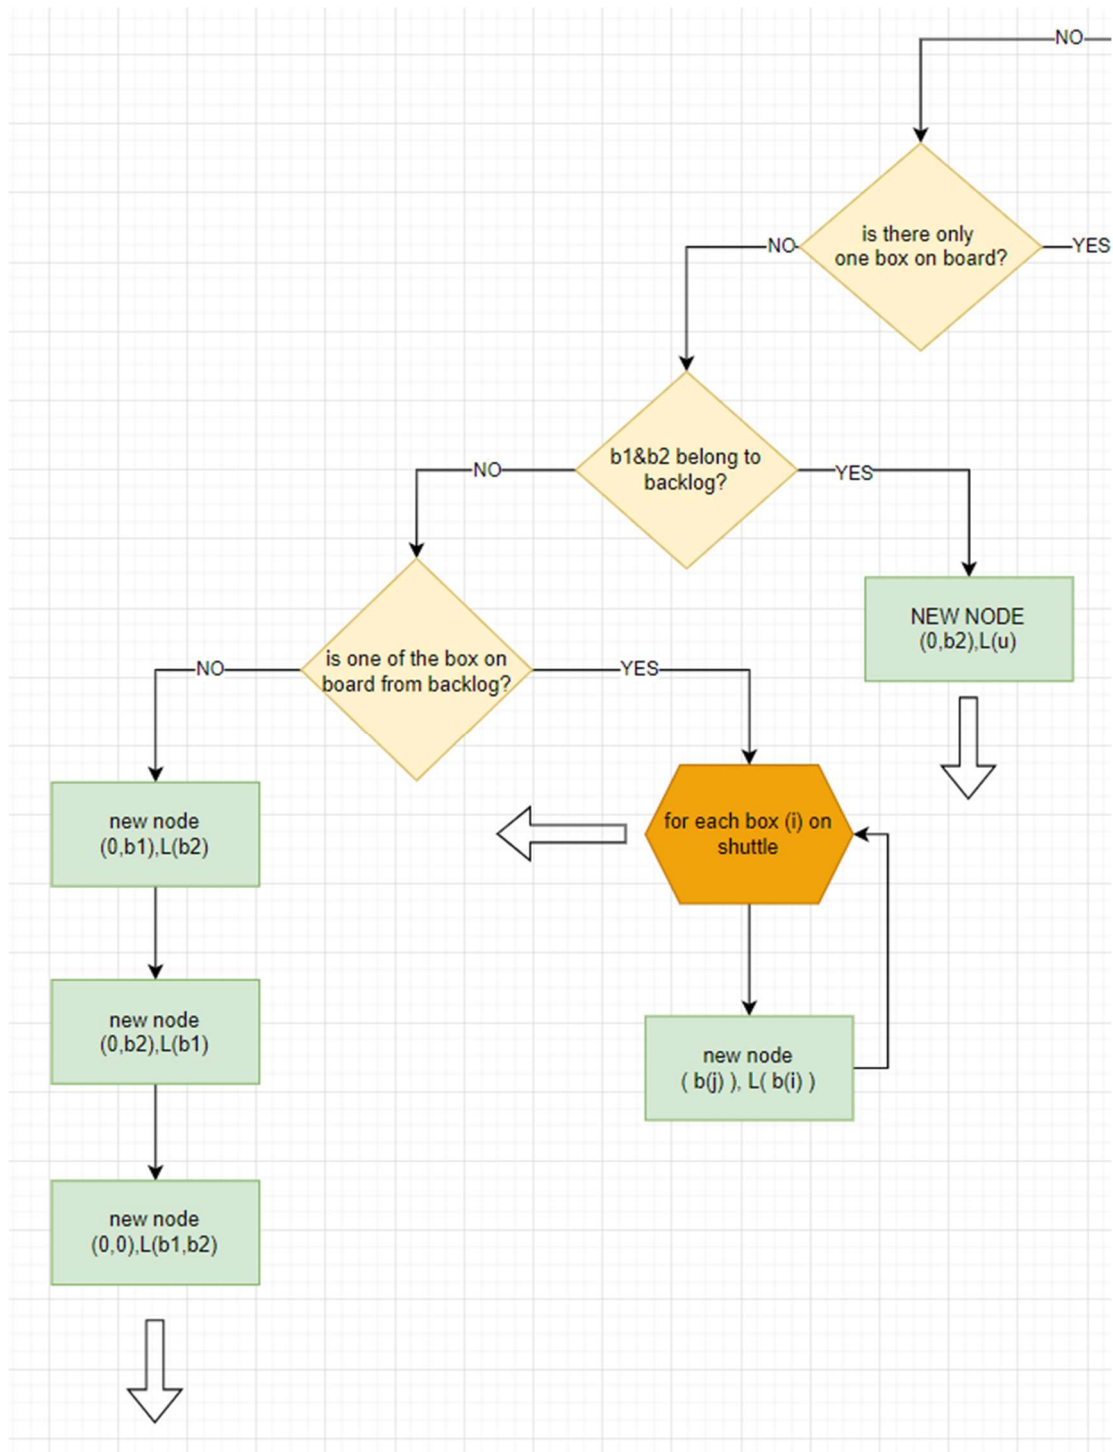 NO
is there only
one box on board?
NO
YES
b1&b2 belong to
backlog?
NO
YES
NEW NODE
(0,b2),L(u)
is one of the box on
board from backlog?
NO
YES
new node
(0,b1),L(b2)
for each box (i) on
shuttle
new node
(0,b2),L(b1)
new node
( b(j) ), L( b(i) )
new node
(0,0),L(b1,b2)